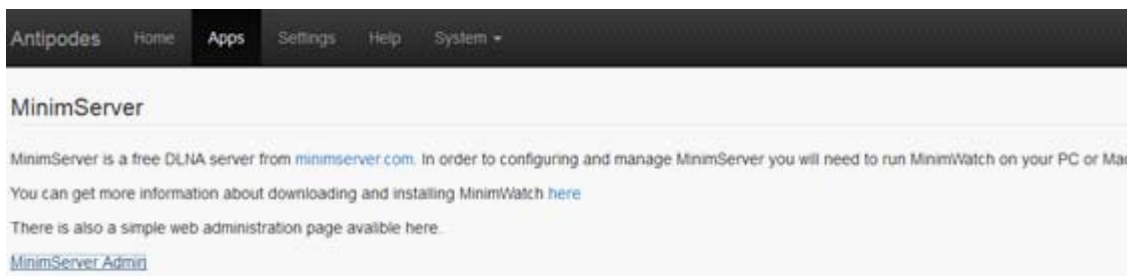 Antipodes Home Apps Settings Help System
MinimServer
MinimServer is a free DLNA server from minimserver.com. In order to configuring and manage MinimServer you will need to run MinimWatch on your PC or Mac
You can get more information about downloading and installing MinimWatch here
There is also a simple web administration page avalible here.
MinimServer Admin